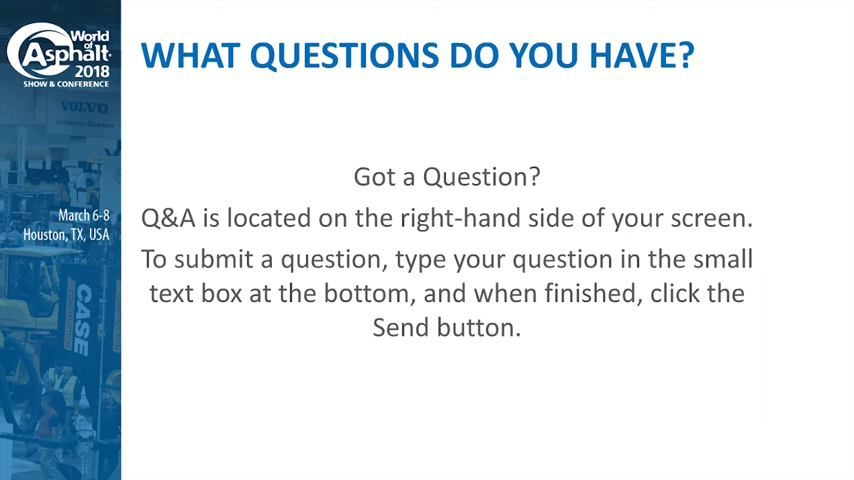 World
of
Asphalt
2018
SHOW & CONFERENCE
WHAT QUESTIONS DO YOU HAVE?
VOLVO
March 6-8
Houston, TX, USA
CASE
Got a Question?
Q&A is located on the right-hand side of your screen.
To submit a question, type your question in the small
text box at the bottom, and when finished, click the
Send button.